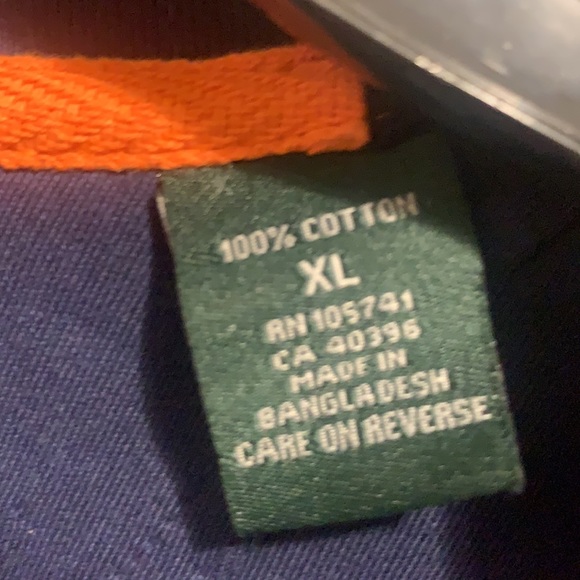 100% COTTON
XL
RN 105741
CA 40396
MADE IN
BANGLADESH
CARE ON REVERSE